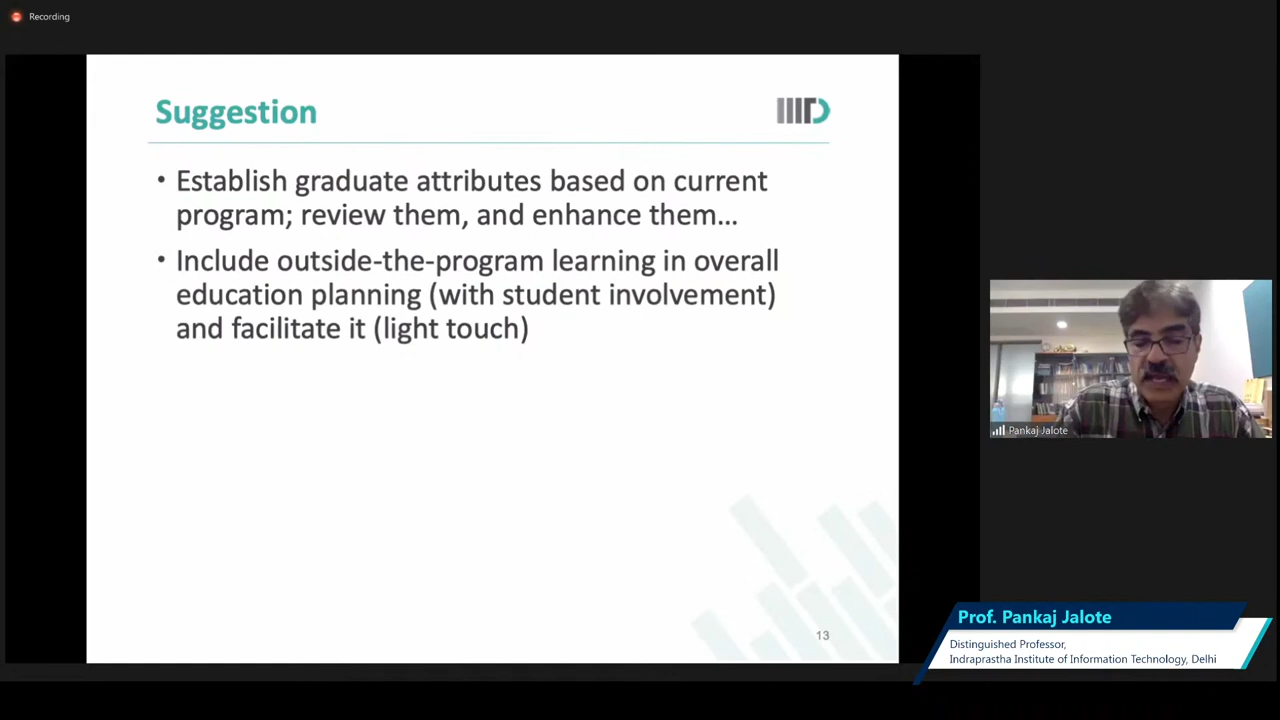 Recording
Suggestion
IIITD
• Establish graduate attributes based on current
program; review them, and enhance them...
• Include outside-the-program learning in overall
education planning (with student involvement)
and facilitate it (light touch)
13
Pankaj Jalote
Prof. Pankaj Jalote
Distinguished Professor,
Indraprastha Institute of Information Technology, Delhi